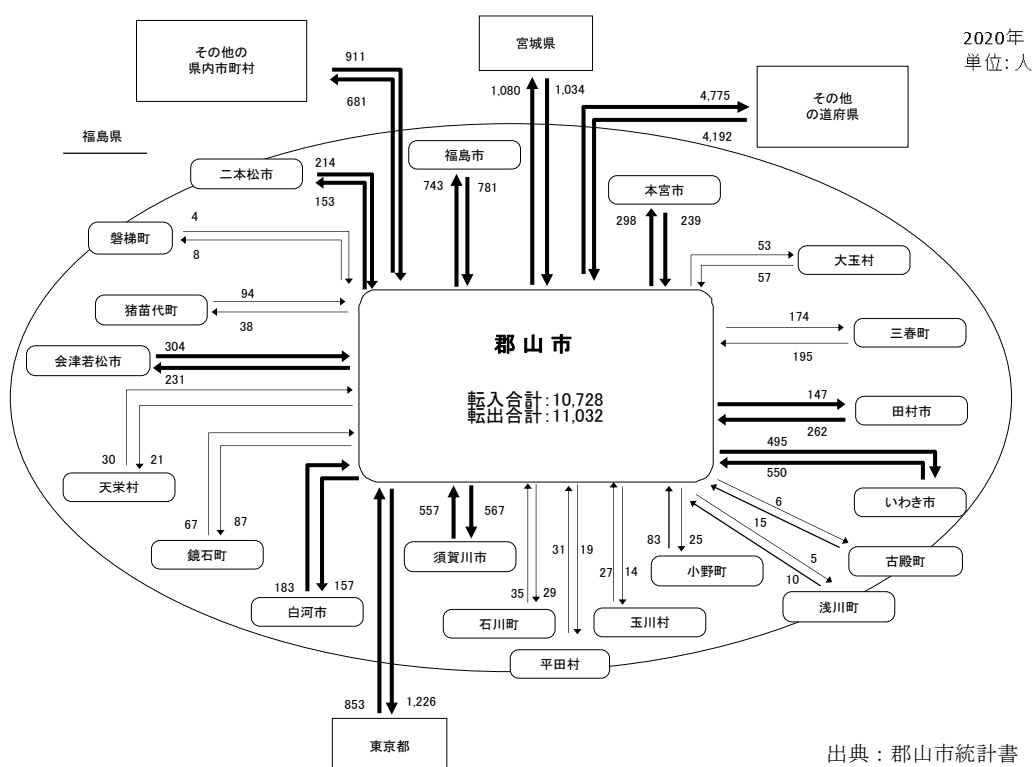 2020年
単位：人
その他の
県内市町村
911
681
宮城県
1,080
1,034
4,775
4,192
その他
の道府県
福島県
二本松市
214
153
福島市
743
781
本宮市
298
239
磐梯町
4
8
53
57
大玉村
猪苗代町
94
38
郡山市
174
195
三春町
会津若松市
304
231
転入合計：10,728
転出合計：11,032
147
262
田村市
495
550
いわき市
30
21
天栄村
67
87
鏡石町
183
157
白河市
557
567
須賀川市
35
29
石川町
31
19
平田村
27
14
玉川村
83
25
小野町
6
15
古殿町
5
10
浅川町
853
1,226
東京都
出典：郡山市統計書